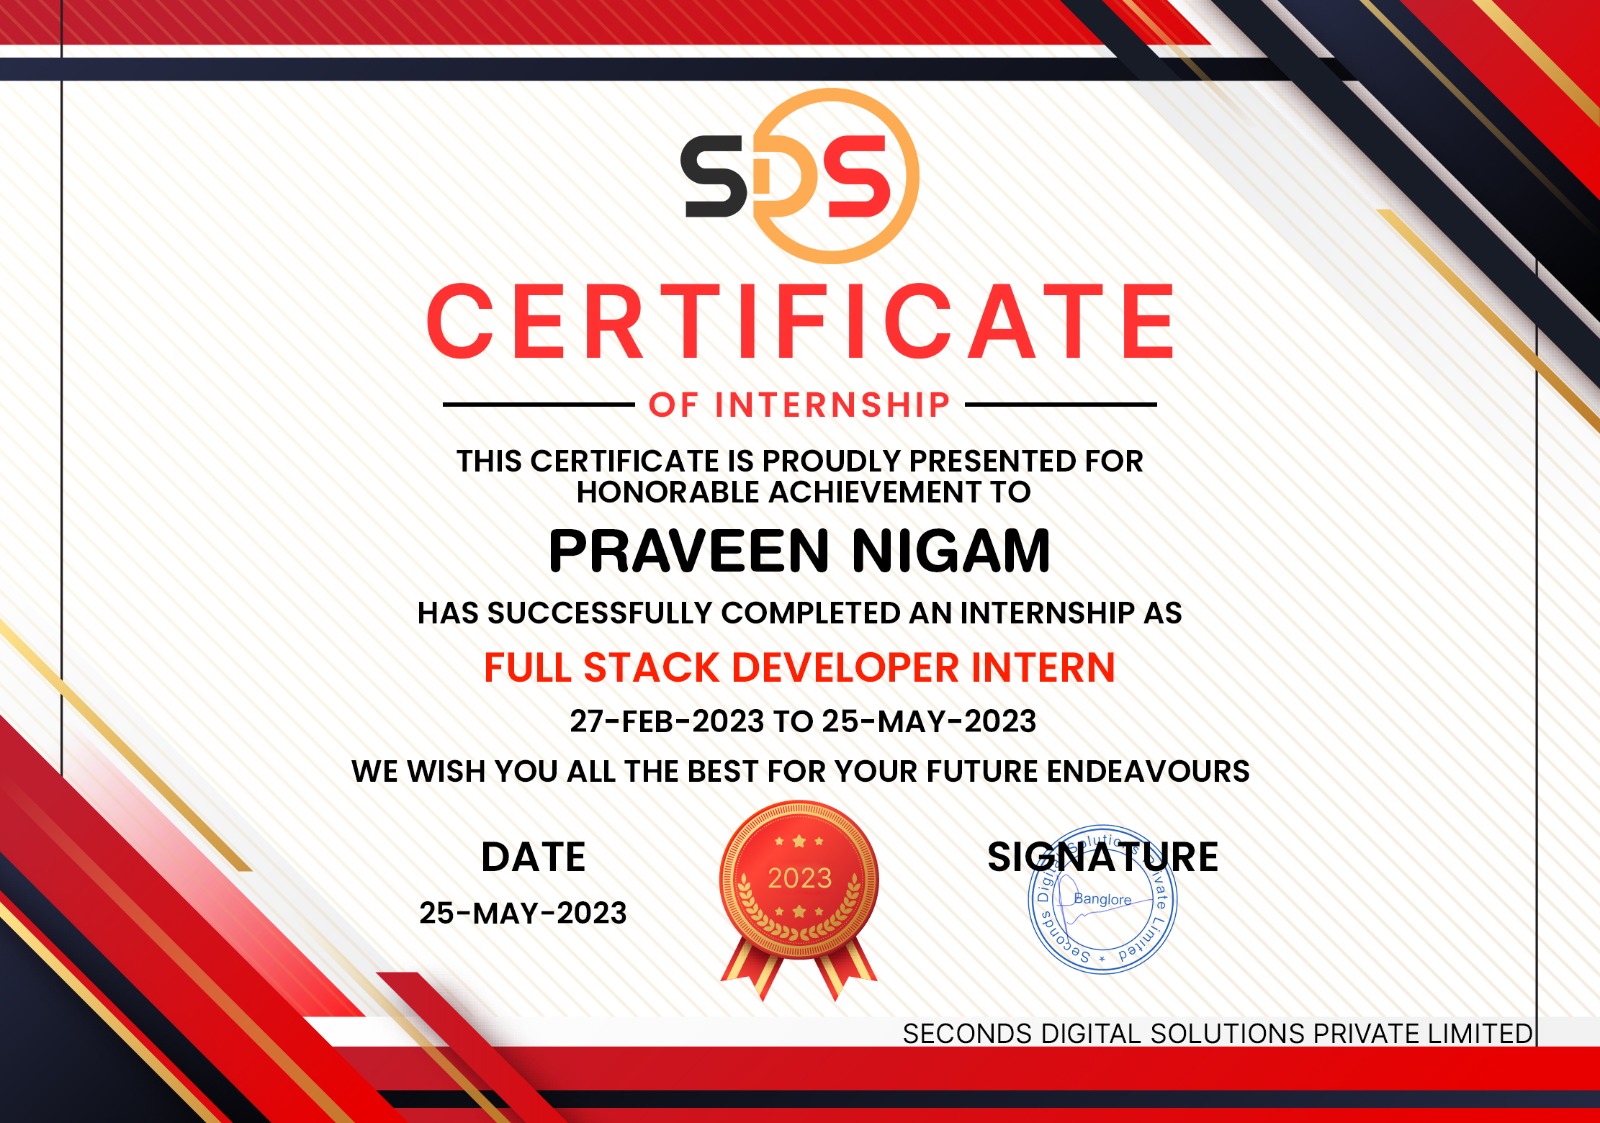 SDS
CERTIFICATE
OF INTERNSHIP
THIS CERTIFICATE IS PROUDLY PRESENTED FOR
HONORABLE ACHIEVEMENT TO
PRAVEEN NIGAM
HAS SUCCESSFULLY COMPLETED AN INTERNSHIP AS
FULL STACK DEVELOPER INTERN
27-FEB-2023 TO 25-MAY-2023
WE WISH YOU ALL THE BEST FOR YOUR FUTURE ENDEAVOURS
DATE
25-MAY-2023
2023
SIGNATURE
Seconds Digital Solutions Private Limited *
Banglore
SECONDS DIGITAL SOLUTIONS PRIVATE LIMITED